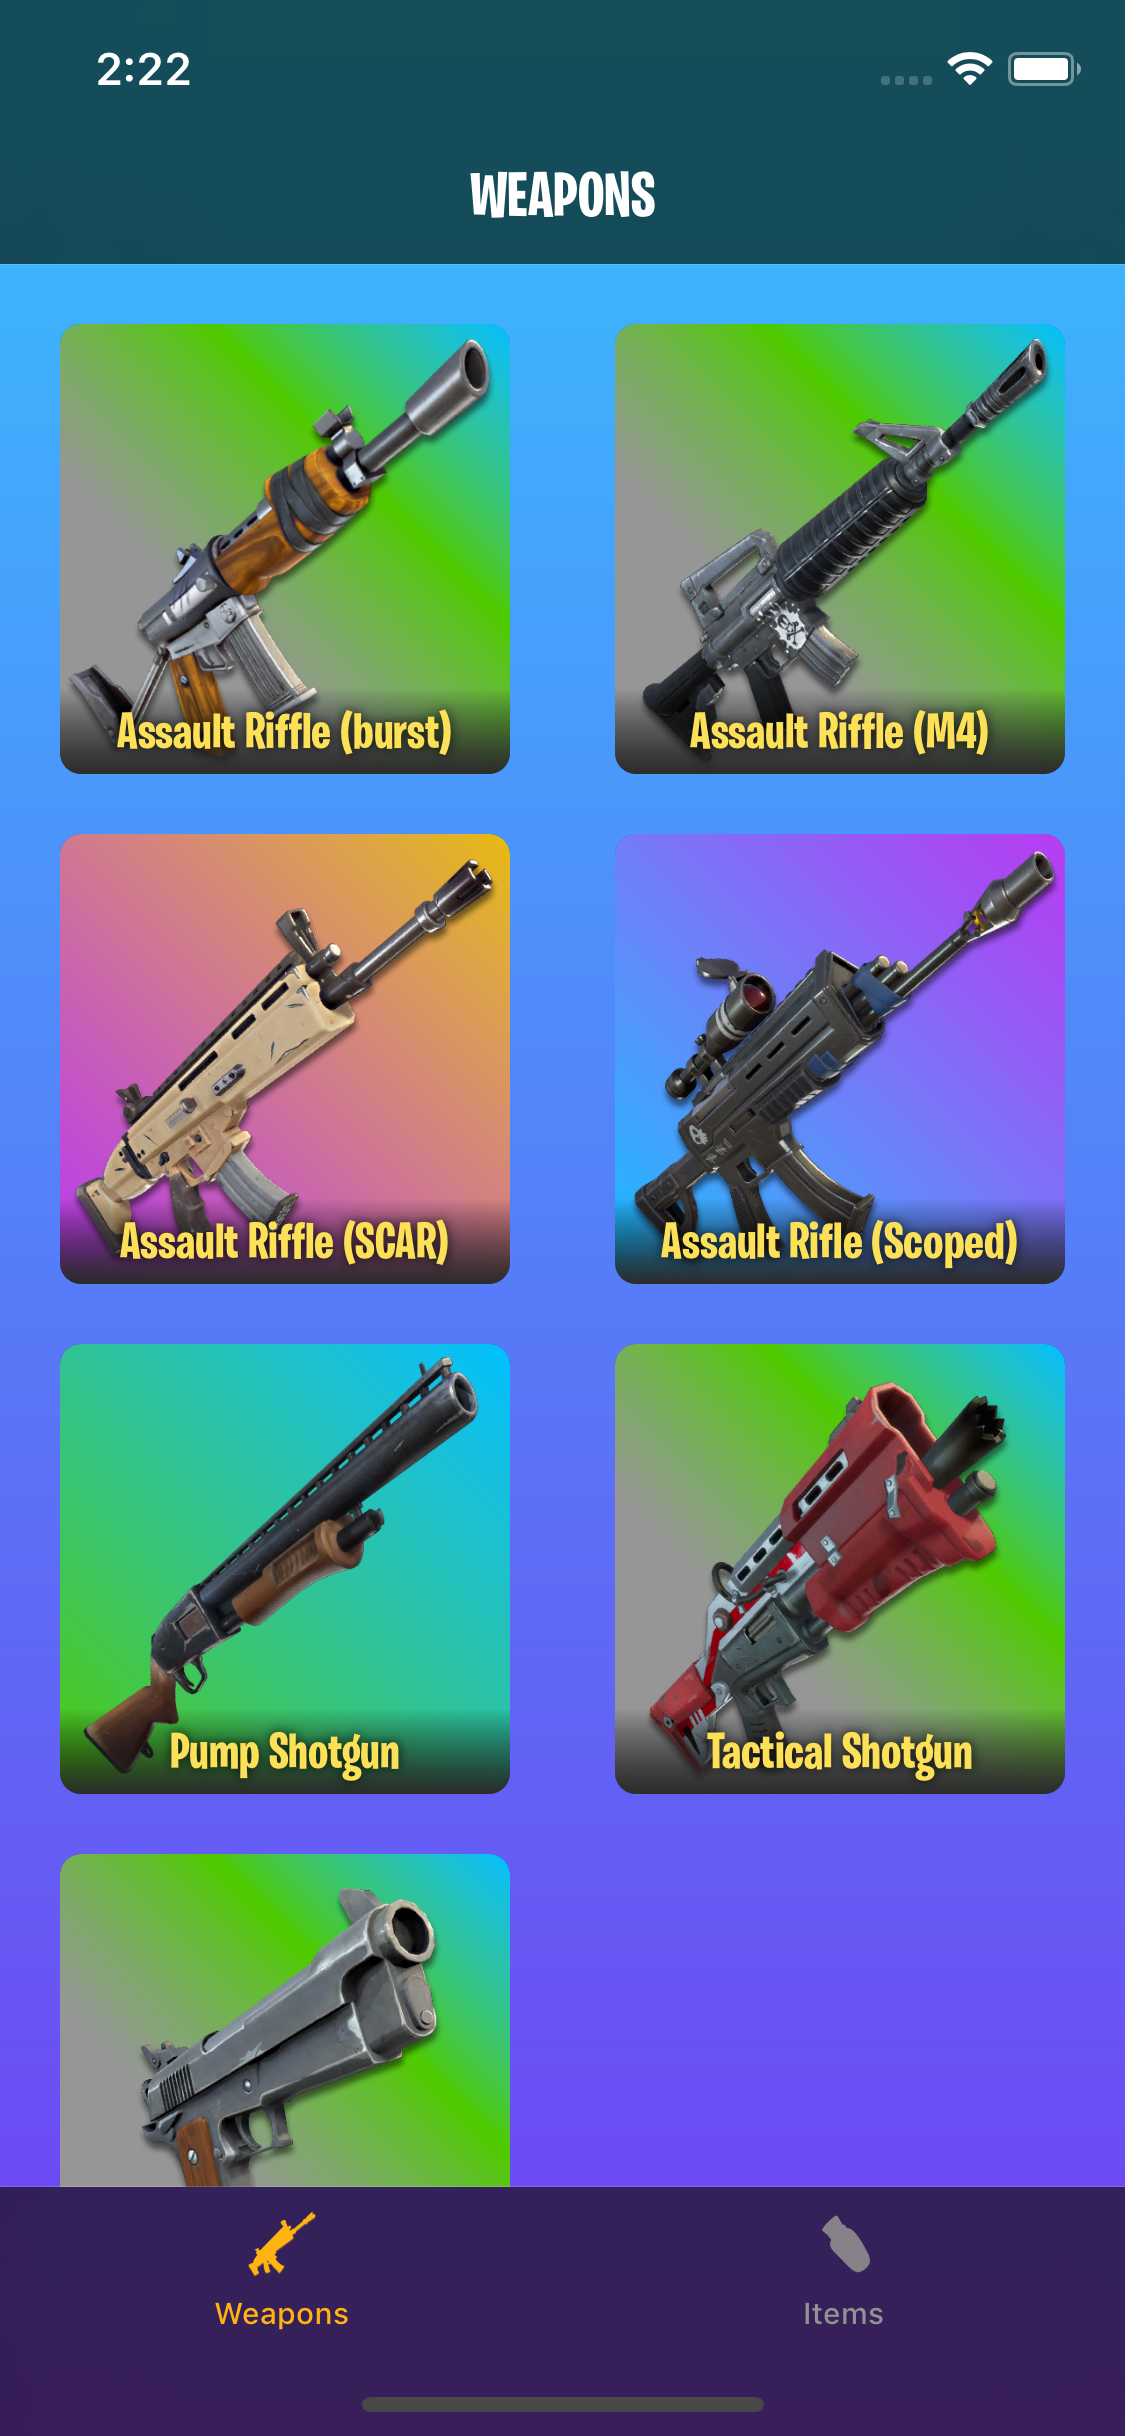 2:22
WEAPONS
Assault Riffle (burst)
Assault Riffle (M4)
Assault Riffle (SCAR)
Assault Rifle (Scoped)
Pump Shotgun
Tactical Shotgun
Weapons
Items